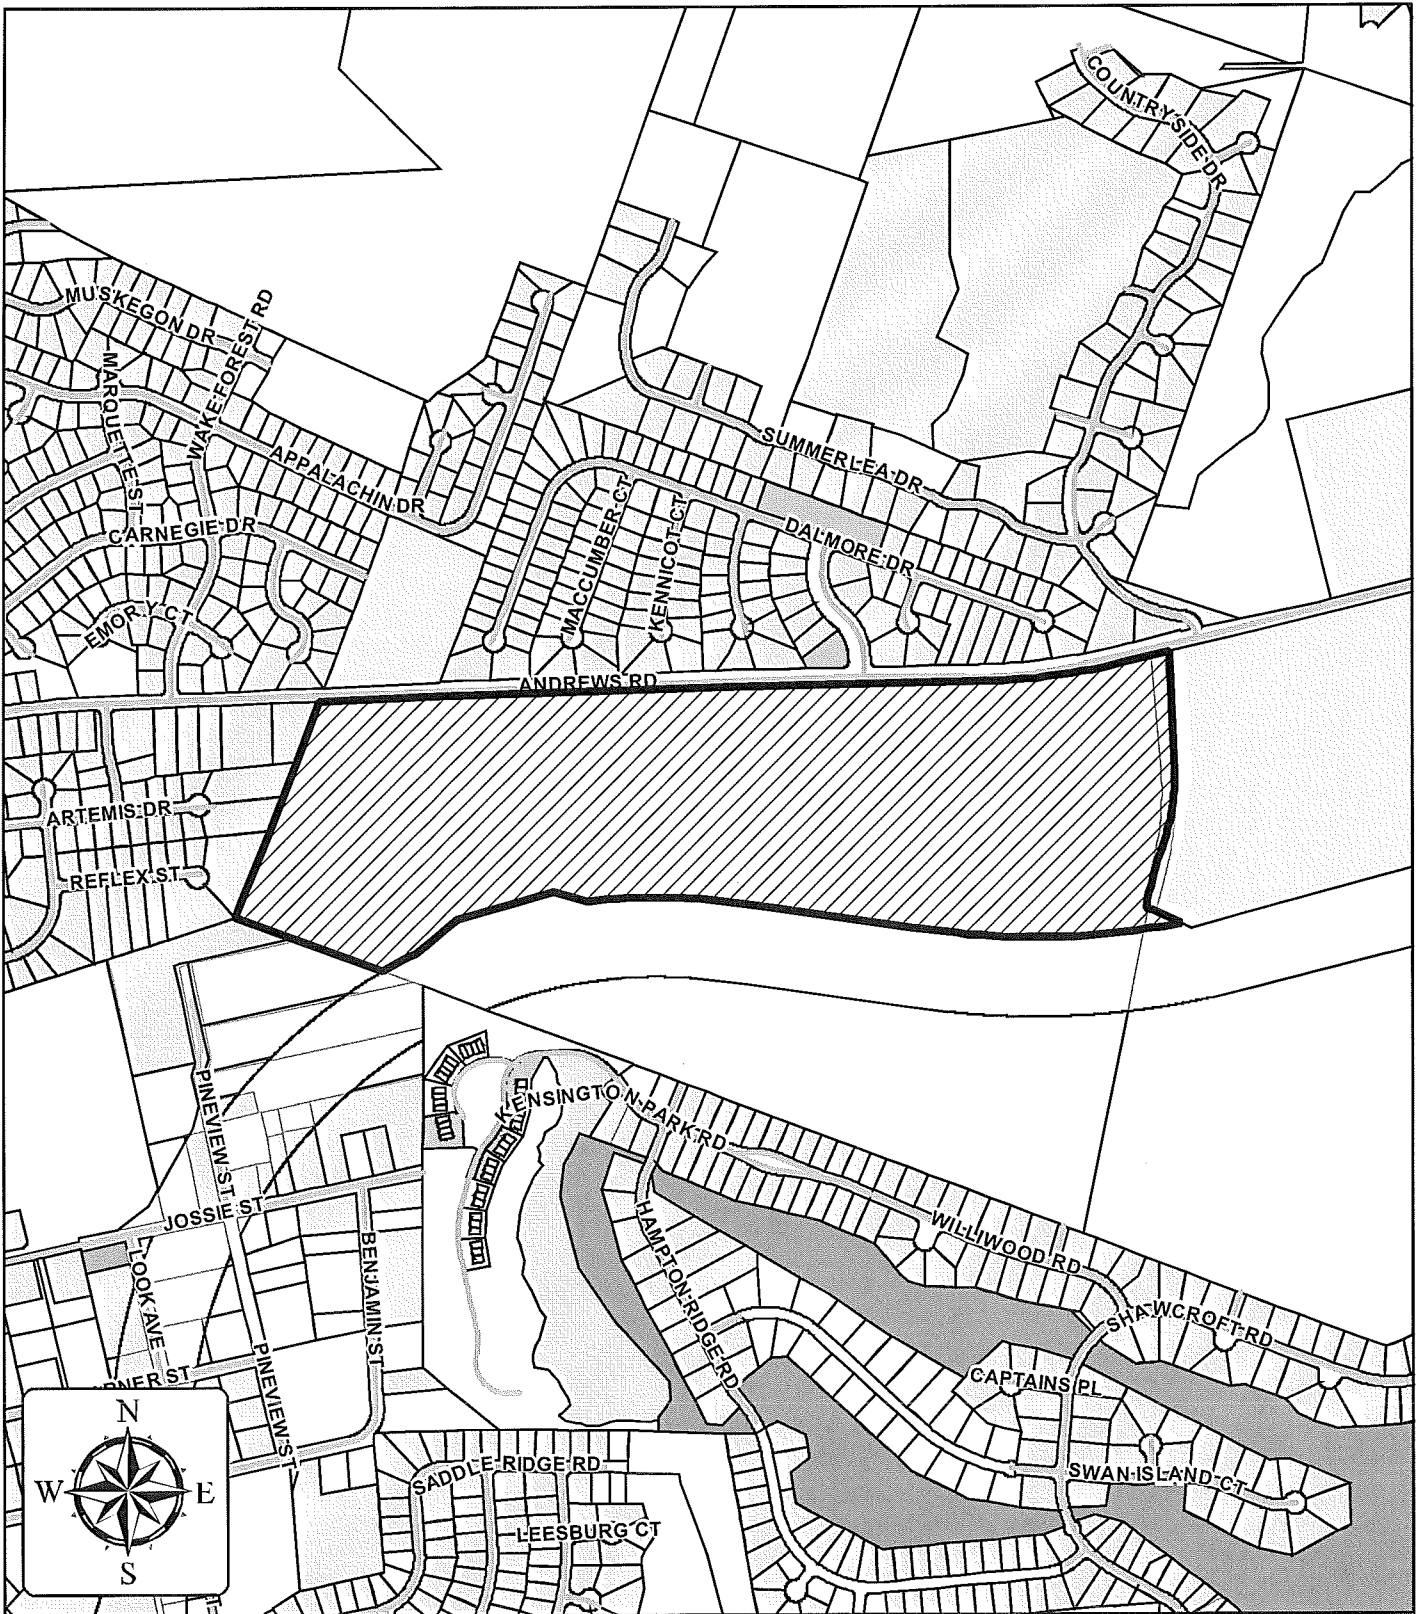 COUNTRYSIDE DR
MUSKEGON DR
WAKE FOREST RD
MARQUETTE ST
APPALACHIN DR
SUMMERLEA DR
CARNEGIE DR
MACCUMBER CT
KENNICOT CT
DALMORE DR
EMORY CT
ANDREWS RD
ARTEMIS DR
REFLEX ST
PINEVIEW ST
KENSINGTON PARK RD
JOSSIE ST
HAMPTON RIDGE RD
WILLIWOOD RD
LOOK AVE
BENJAMIN ST
SHAWCROFT RD
PINEVIEW ST
CAPTAINS PL
SADDLE RIDGE RD
SWAN ISLAND CT
LEESBURG CT
N
W
E
S